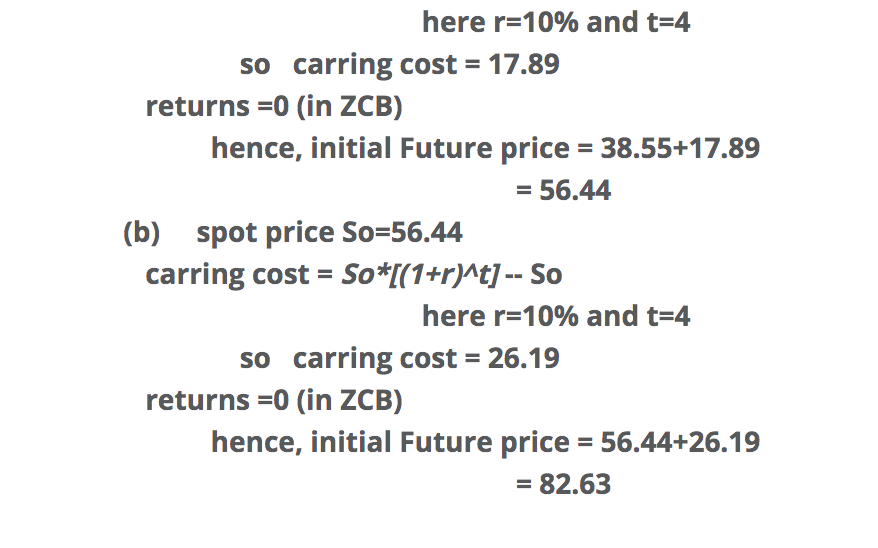 here r=10% and t=4
so carring cost = 17.89
returns =0 (in ZCB)
hence, initial Future price = 38.55+17.89
= 56.44
(b) spot price So=56.44
carring cost = So*[(1+r)^t] -- So
here r=10% and t=4
so carring cost = 26.19
returns =0 (in ZCB)
hence, initial Future price = 56.44+26.19
= 82.63